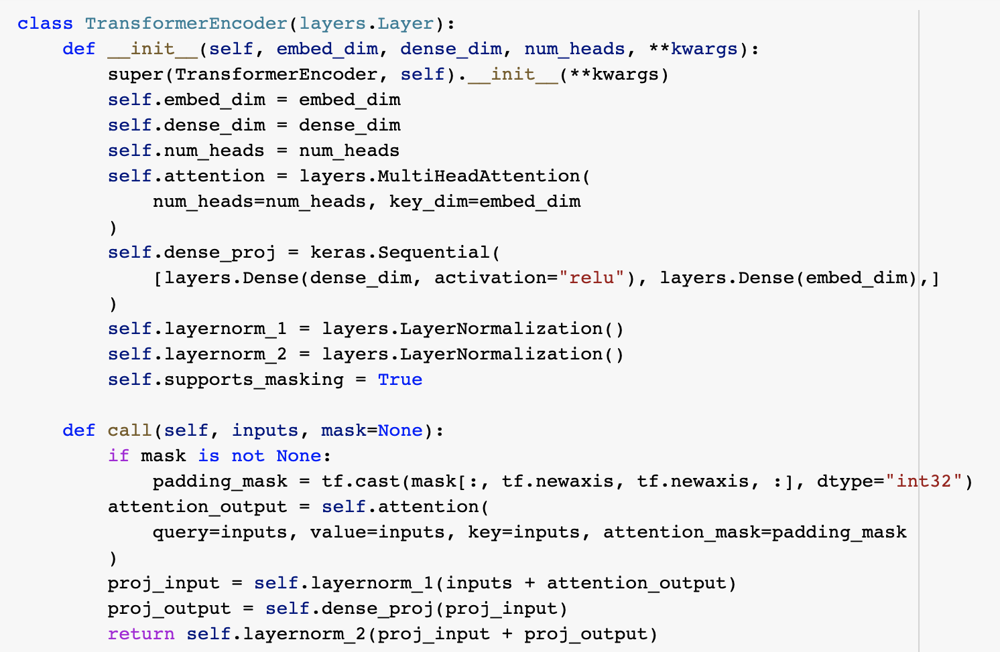 class TransformerEncoder(layers.Layer):
    def __init__(self, embed_dim, dense_dim, num_heads, **kwargs):
        super(TransformerEncoder, self).__init__(**kwargs)
        self.embed_dim = embed_dim
        self.dense_dim = dense_dim
        self.num_heads = num_heads
        self.attention = layers.MultiHeadAttention(
            num_heads=num_heads, key_dim=embed_dim
        )
        self.dense_proj = keras.Sequential(
            [layers.Dense(dense_dim, activation="relu"), layers.Dense(embed_dim),]
        )
        self.layernorm_1 = layers.LayerNormalization()
        self.layernorm_2 = layers.LayerNormalization()
        self.supports_masking = True

    def call(self, inputs, mask=None):
        if mask is not None:
            padding_mask = tf.cast(mask[:, tf.newaxis, tf.newaxis, :], dtype="int32")
        attention_output = self.attention(
            query=inputs, value=inputs, key=inputs, attention_mask=padding_mask
        )
        proj_input = self.layernorm_1(inputs + attention_output)
        proj_output = self.dense_proj(proj_input)
        return self.layernorm_2(proj_input + proj_output)